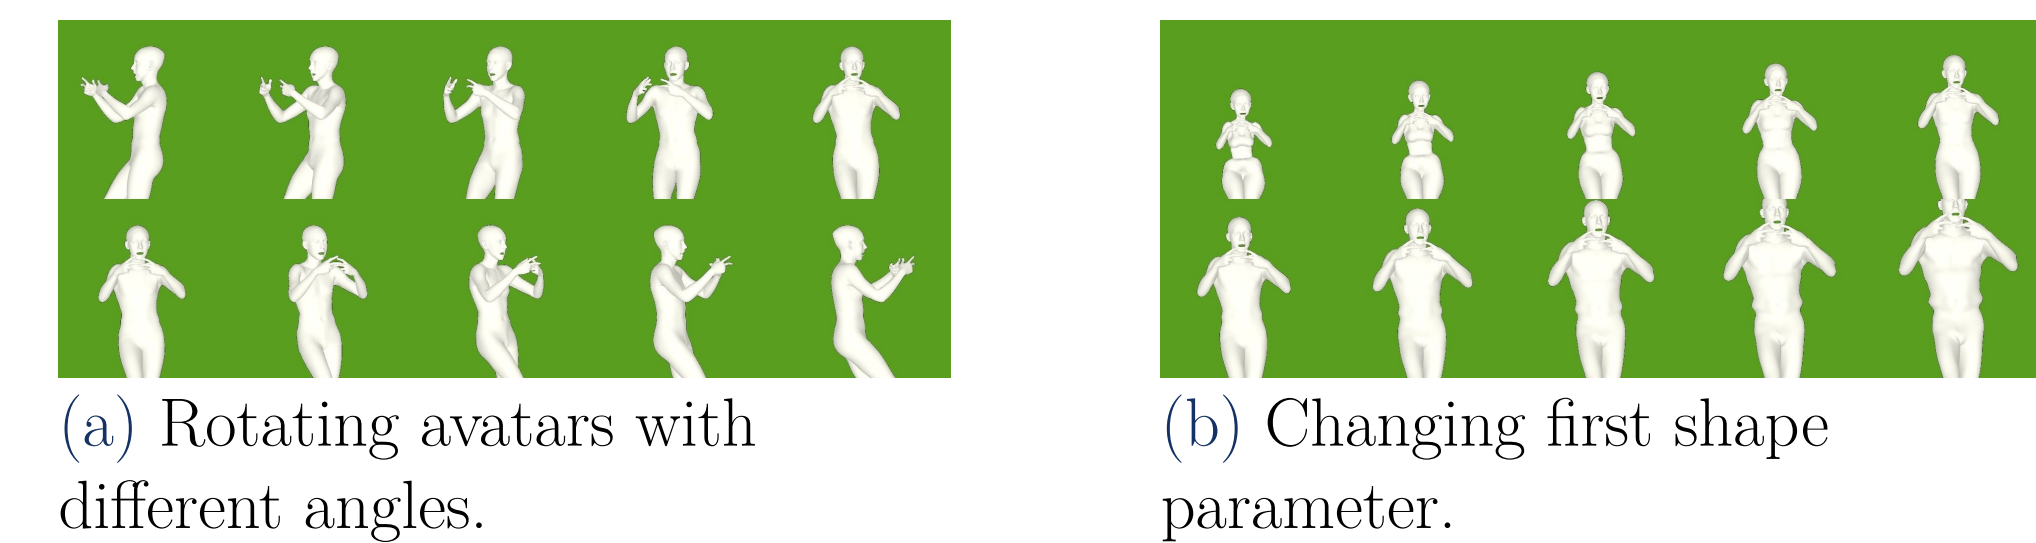 (a) Rotating avatars with
different angles.
(b) Changing first shape
parameter.